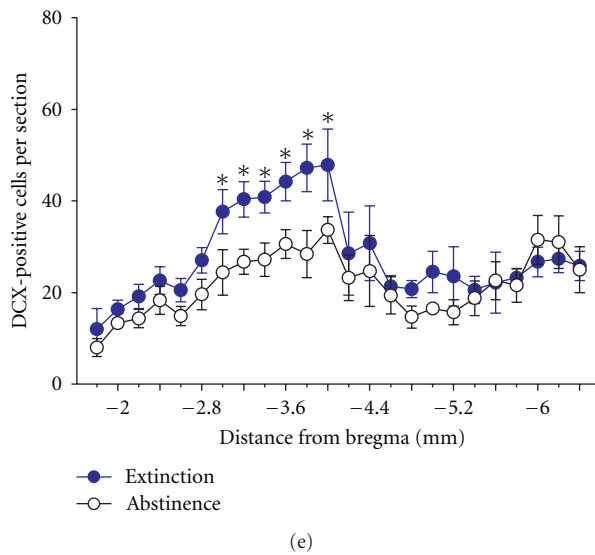 80
60
40
20
0
DCX-positive cells per section
* * * * * *
−2 −2.8 −3.6 −4.4 −5.2 −6
Distance from bregma (mm)
Extinction
Abstinence
(e)